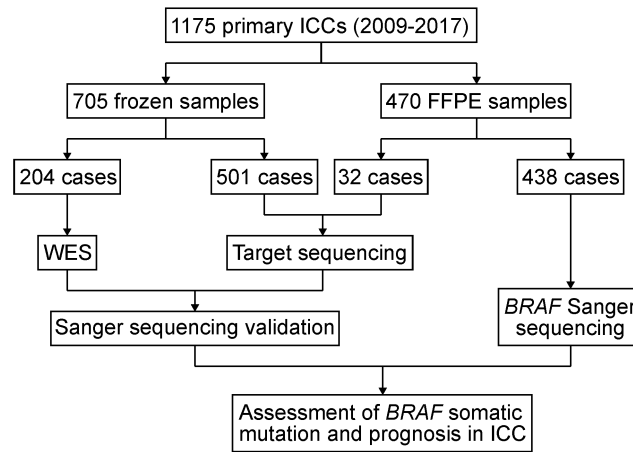 1175 primary ICCs (2009-2017)
705 frozen samples
470 FFPE samples
204 cases
501 cases
32 cases
438 cases
WES
Target sequencing
Sanger sequencing validation
BRAF Sanger
sequencing
Assessment of BRAF somatic
mutation and prognosis in ICC